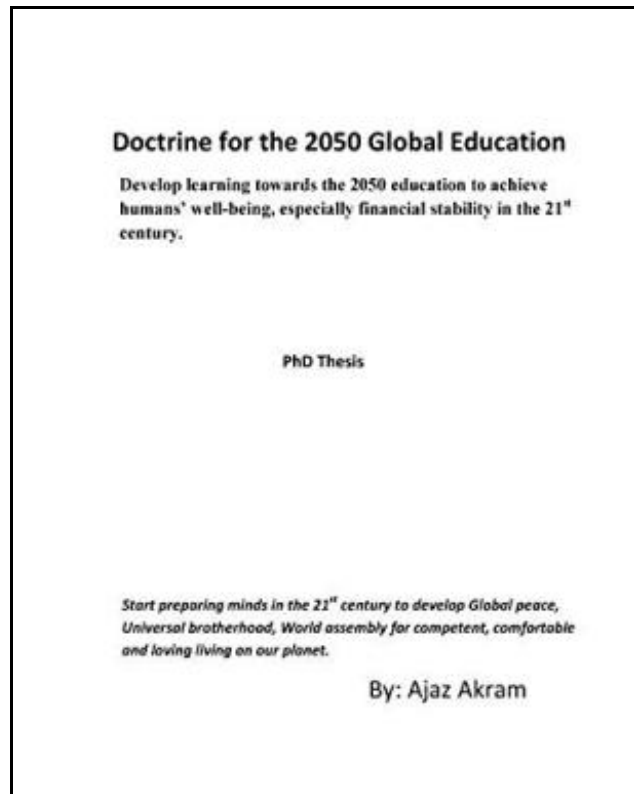 Doctrine for the 2050 Global Education
Develop learning towards the 2050 education to achieve
humans' well-being, especially financial stability in the 21st
century.
PhD Thesis
Start preparing minds in the 21st century to develop Global peace,
Universal brotherhood, World assembly for competent, comfortable
and loving living on our planet.
By: Ajaz Akram